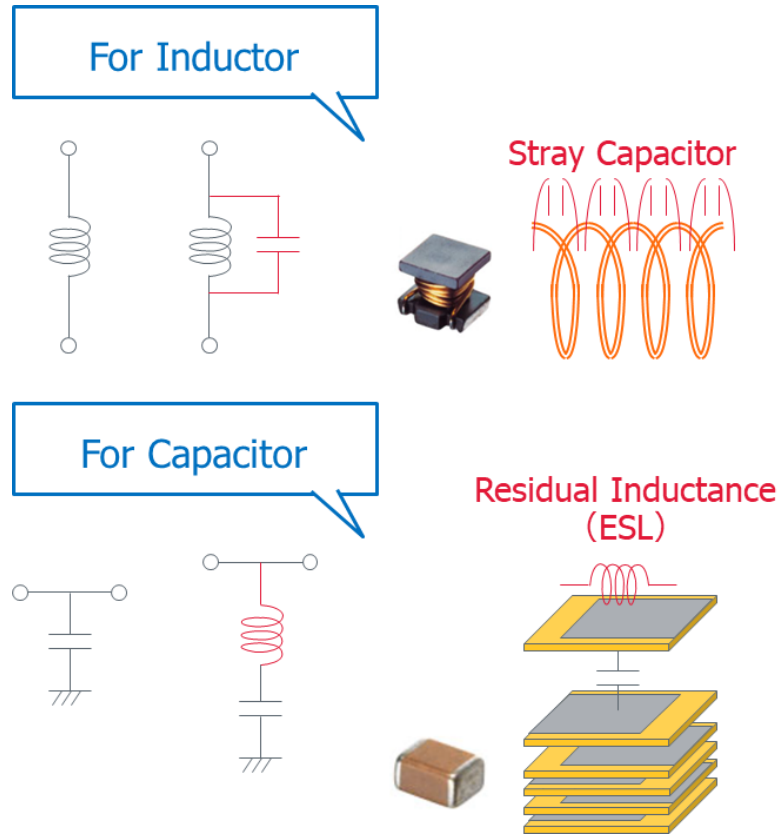 For Inductor
Stray Capacitor
For Capacitor
Residual Inductance
(ESL)